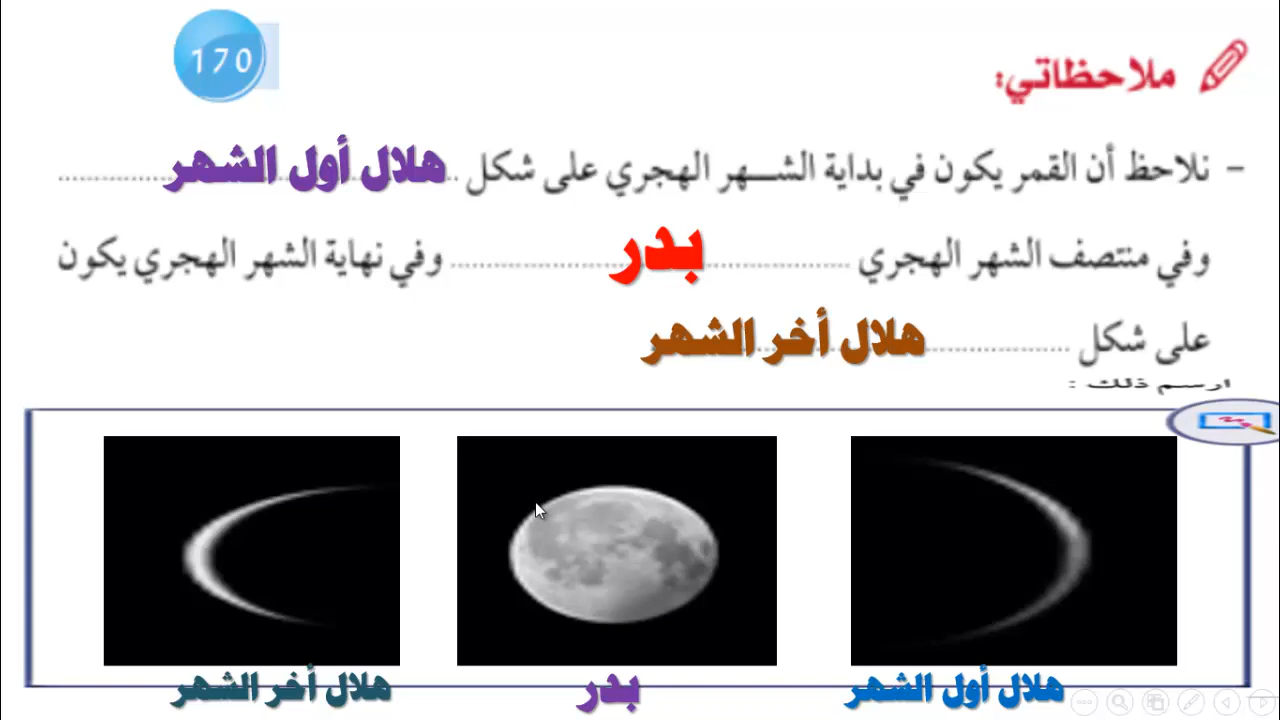 170
ملاحظاتي:
- نلاحظ أن القمر يكون في بداية الشهر الهجري على شكل هلال أول الشهر
وفي منتصف الشهر الهجري بدر وفي نهاية الشهر الهجري يكون
على شكل هلال أخر الشهر
ارسم ذلك :
هلال أول الشهر
بدر
هلال أخر الشهر